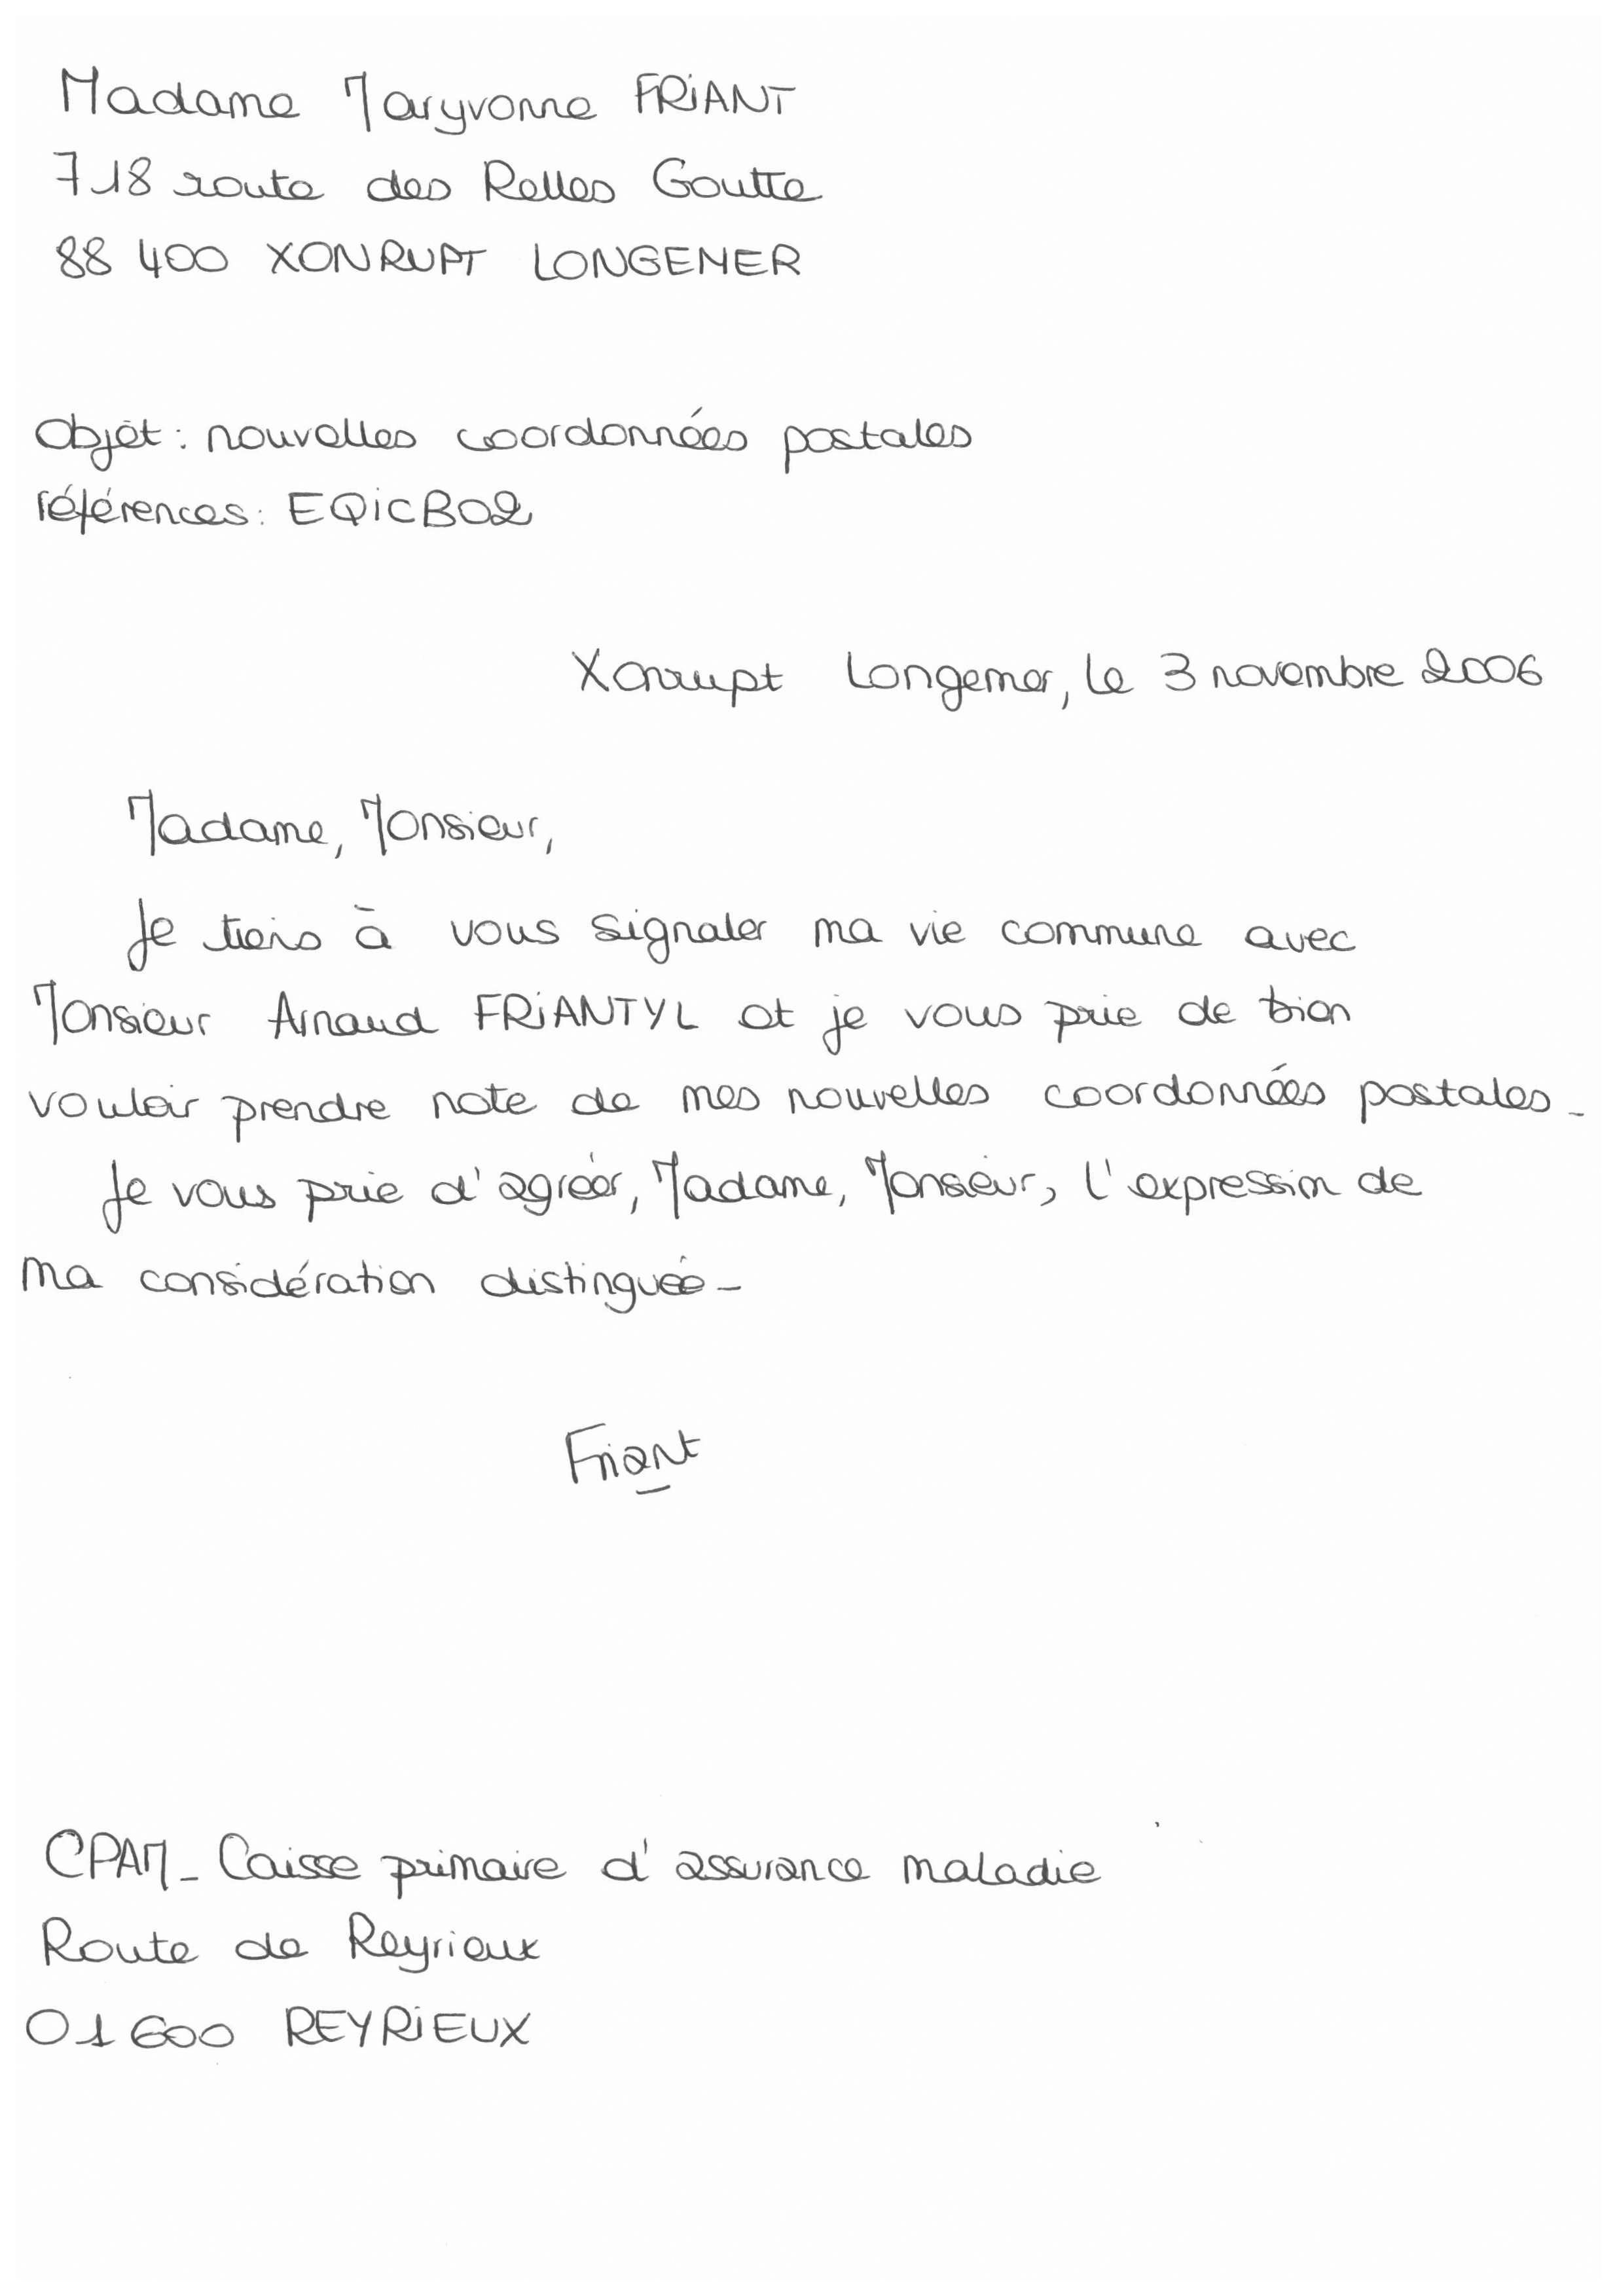 Madame Maryvonne FRIANT
718 route des Relles Goutte
88 400 XONRUPT LONGEMER
Objet : nouvelles coordonnées postales
références : EQICB02
Xonrupt Longemer, le 3 novembre 2006
Madame, Monsieur,
Je tiens à vous signaler ma vie commune avec
Monsieur Arnaud FRIANTYL et je vous prie de bien
vouloir prendre note de mes nouvelles coordonnées postales.
Je vous prie d'agréer, Madame, Monsieur, l'expression de
ma considération distinguée.
Friant
CPAM - Caisse primaire d'assurance maladie
Route de Reyrieux
01 600 REYRIEUX